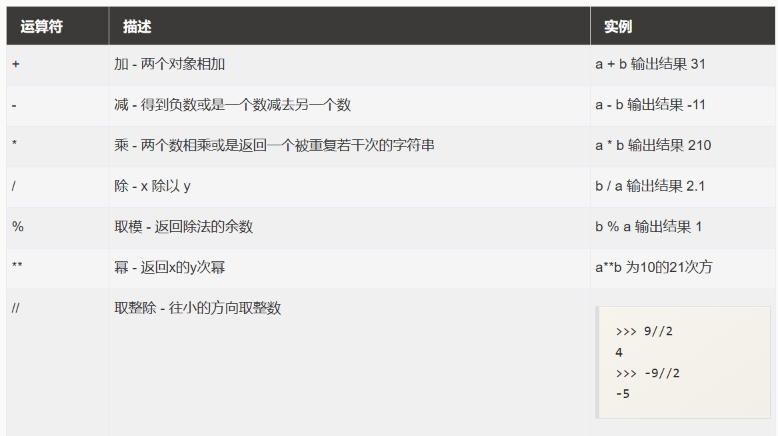 运算符 描述 实例
+ 加 - 两个对象相加 a + b 输出结果 31
- 减 - 得到负数或是一个数减去另一个数 a - b 输出结果 -11
* 乘 - 两个数相乘或是返回一个被重复若干次的字符串 a * b 输出结果 210
/ 除 - x 除以 y b / a 输出结果 2.1
% 取模 - 返回除法的余数 b % a 输出结果 1
** 幂 - 返回x的y次幂 a**b 为10的21次方
// 取整除 - 往小的方向取整数
>>> 9//2
4
>>> -9//2
-5